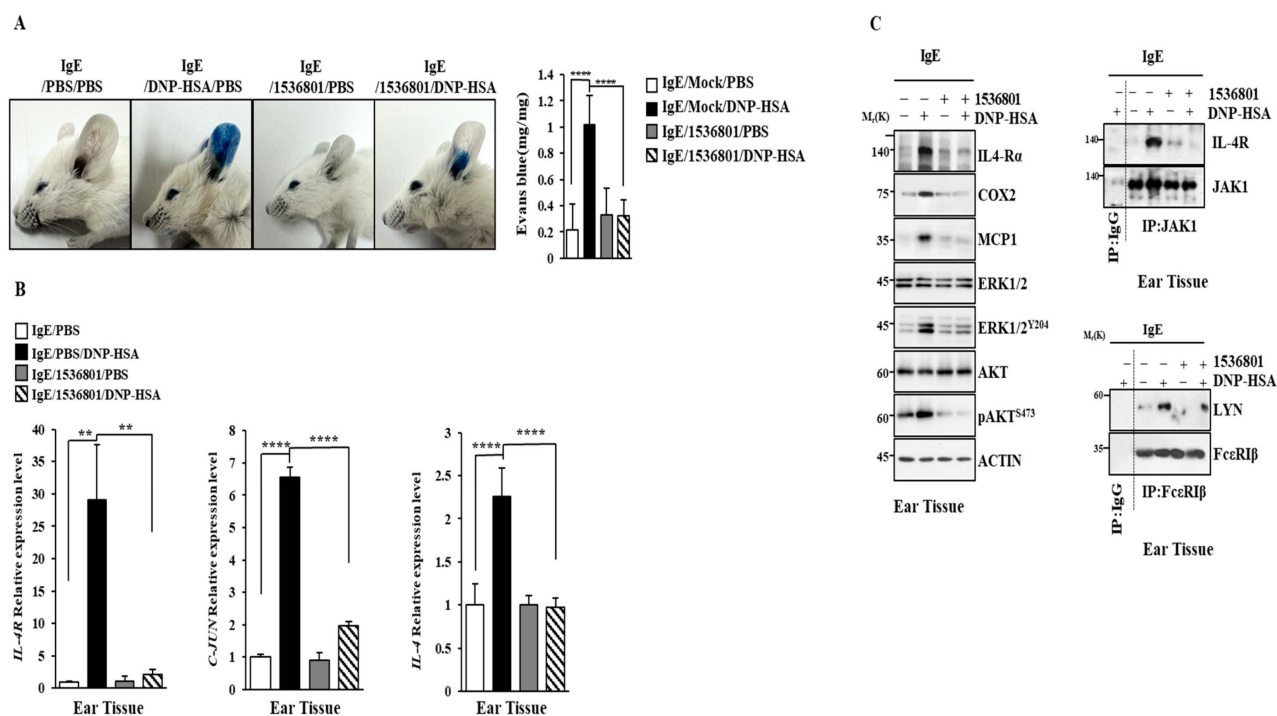 A
IgE
/PBS/PBS
IgE
/DNP-HSA/PBS
IgE
/1536801/PBS
IgE
/1536801/DNP-HSA
Evans blue(mg/mg)
1.4
1.2
1
0.8
0.6
0.4
0.2
0
**** ****
IgE/Mock/PBS
IgE/Mock/DNP-HSA
IgE/1536801/PBS
IgE/1536801/DNP-HSA
B
IgE/PBS
IgE/PBS/DNP-HSA
IgE/1536801/PBS
IgE/1536801/DNP-HSA
IL-4R Relative expression level
40
35
30
25
20
15
10
5
0
** **
Ear Tissue
C-JUN Relative expression level
8
7
6
5
4
3
2
1
0
**** ****
Ear Tissue
IL-4 Relative expression level
3
2.5
2
1.5
1
0.5
0
**** ****
Ear Tissue
C
IgE
− − + + 1536801
− + − + DNP-HSA
Mr(K)
140 IL4-Rα
75 COX2
35 MCP1
45 ERK1/2
45 ERK1/2Y204
60 AKT
60 pAKTS473
45 ACTIN
Ear Tissue
IgE
− − − + + 1536801
+ − + − + DNP-HSA
140 IL-4R
140 JAK1
IP:IgG
IP:JAK1
Ear Tissue
Mr(K)
IgE
− − − + + 1536801
+ − + − + DNP-HSA
60 LYN
35 FcεRIβ
IP:IgG
IP:FcεRIβ
Ear Tissue